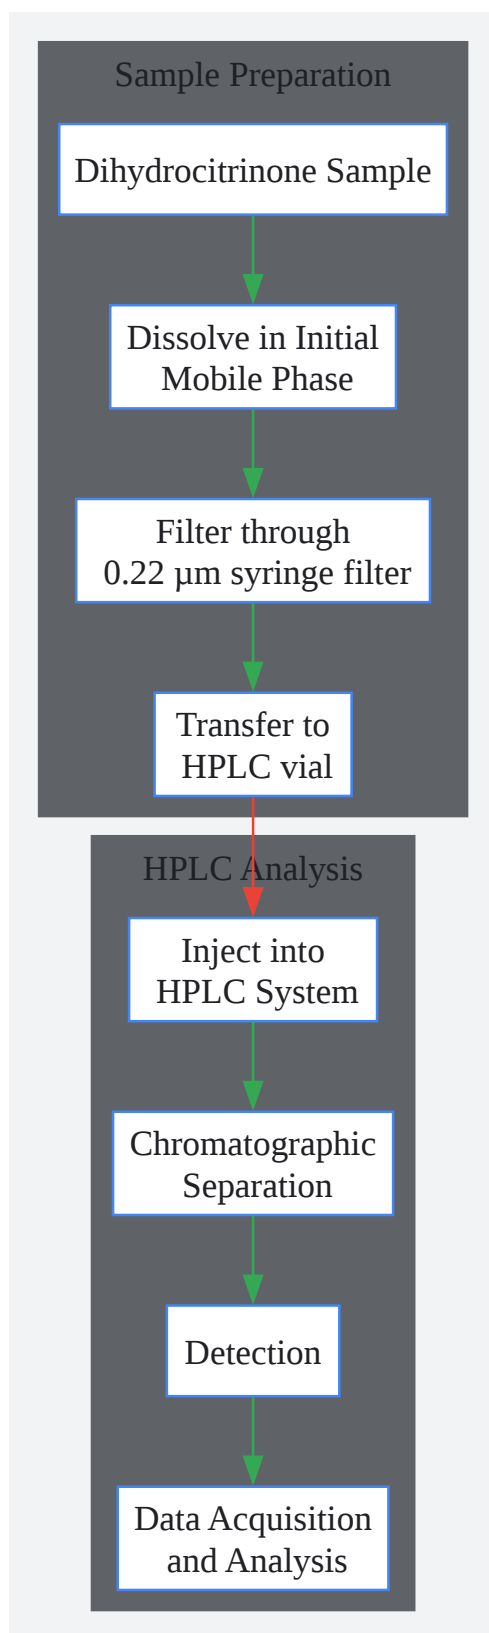 Sample Preparation
Dihydrocitrinone Sample
Dissolve in Initial
Mobile Phase
Filter through
0.22 µm syringe filter
Transfer to
HPLC vial
HPLC Analysis
Inject into
HPLC System
Chromatographic
Separation
Detection
Data Acquisition
and Analysis